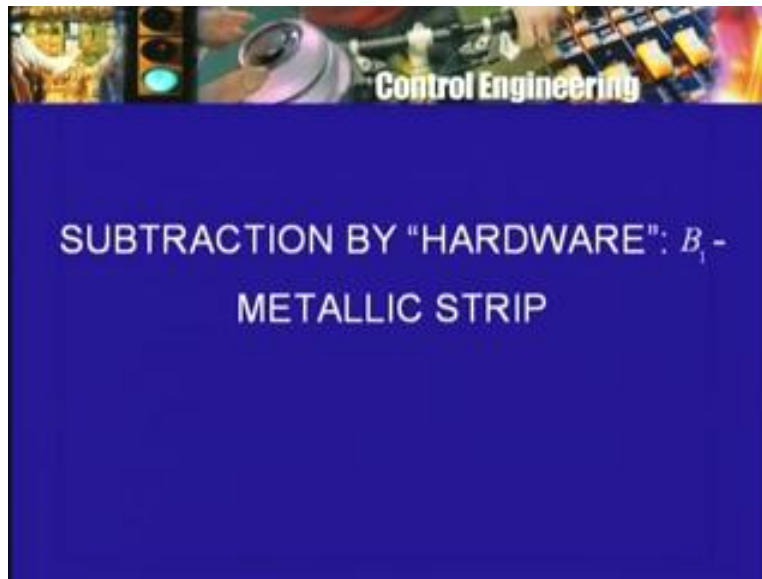 Control Engineering
SUBTRACTION BY “HARDWARE”: B₁ -
METALLIC STRIP